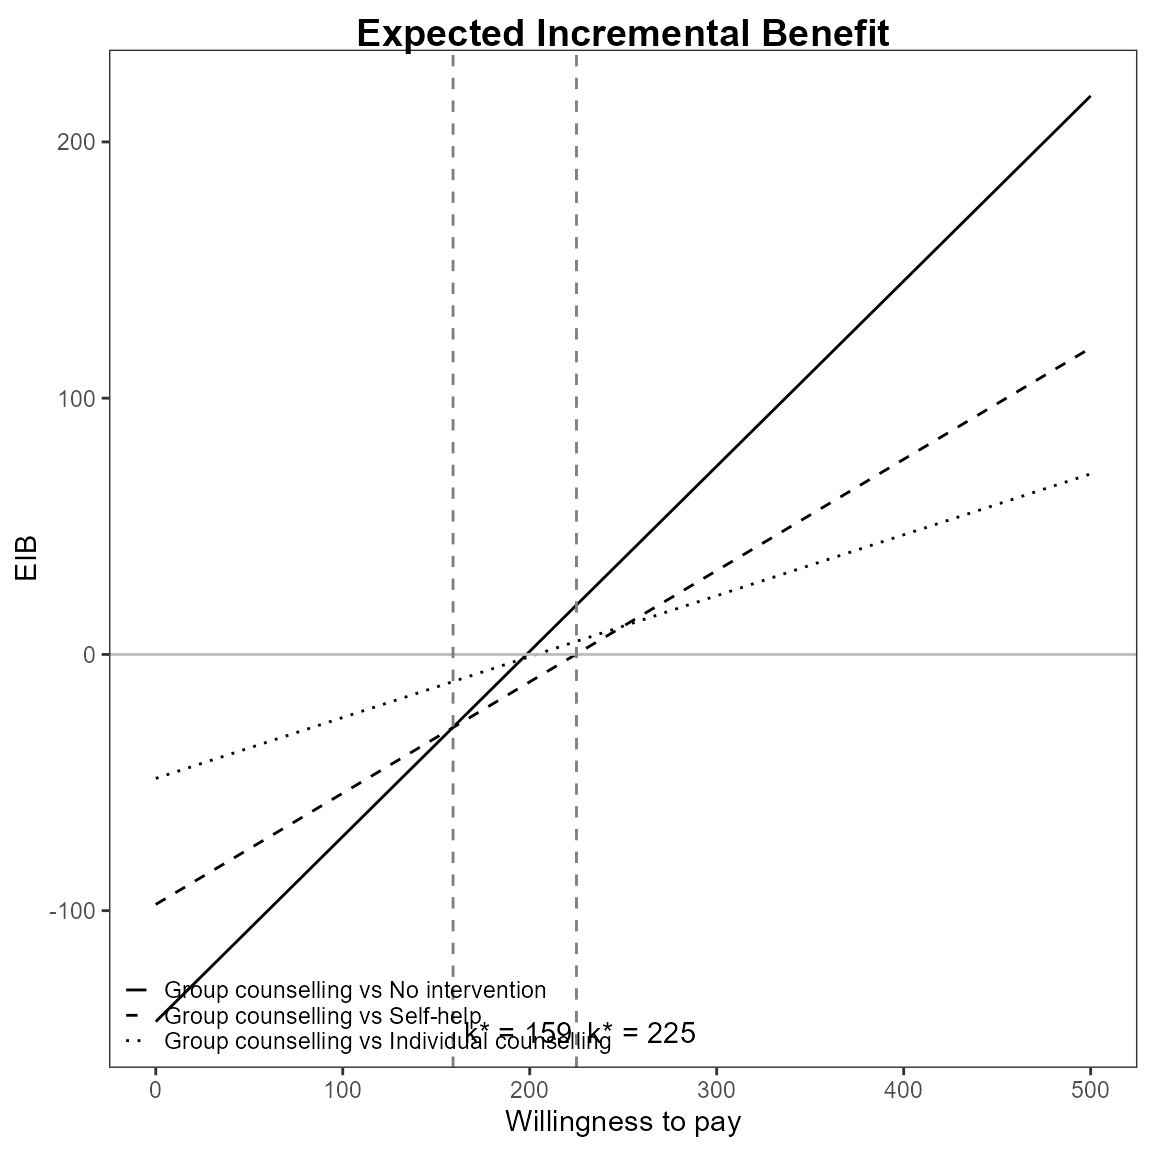 Expected Incremental Benefit
EIB
200
100
0
-100
Group counselling vs No intervention
Group counselling vs Self-help
k* = 159
k* = 225
Group counselling vs Individual counselling
0
100
200
300
400
500
Willingness to pay